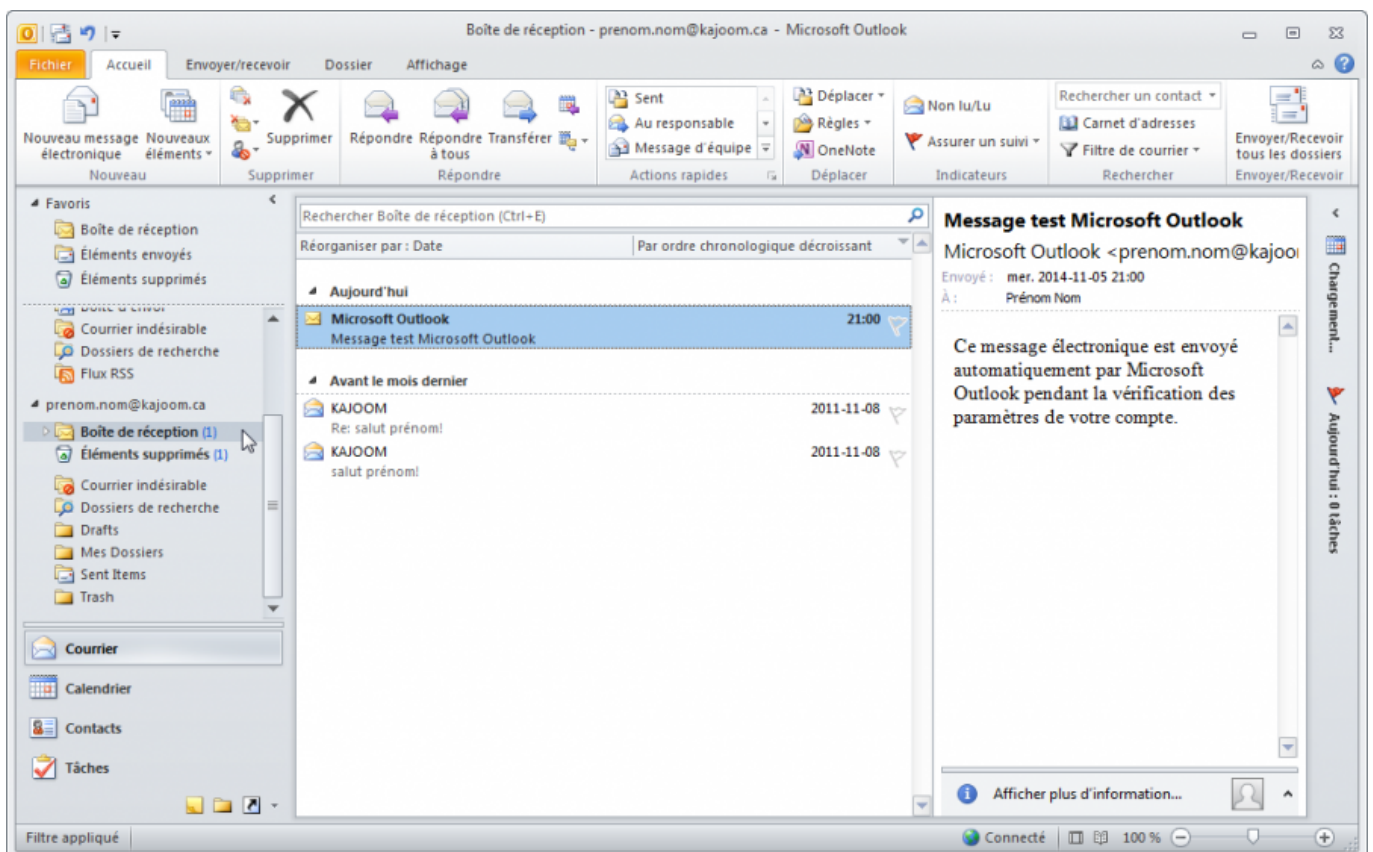 Boîte de réception - prenom.nom@kajoom.ca - Microsoft Outlook
Fichier Accueil Envoyer/recevoir Dossier Affichage
Nouveau message électronique
Nouveaux éléments
Nouveau
Supprimer
Supprimer
Répondre
Répondre à tous
Transférer
Répondre
Sent
Au responsable
Message d'équipe
Actions rapides
Déplacer
Règles
OneNote
Déplacer
Non lu/Lu
Assurer un suivi
Indicateurs
Rechercher un contact
Carnet d'adresses
Filtre de courrier
Rechercher
Envoyer/Recevoir
tous les dossiers
Envoyer/Recevoir
Favoris
Boîte de réception
Éléments envoyés
Éléments supprimés
Courrier indésirable
Dossiers de recherche
Flux RSS
prenom.nom@kajoom.ca
Boîte de réception (1)
Éléments supprimés (1)
Courrier indésirable
Dossiers de recherche
Drafts
Mes Dossiers
Sent Items
Trash
Courrier
Calendrier
Contacts
Tâches
Rechercher Boîte de réception (Ctrl+E)
Réorganiser par : Date Par ordre chronologique décroissant
Aujourd'hui
Microsoft Outlook 21:00
Message test Microsoft Outlook
Avant le mois dernier
KAJOOM 2011-11-08
Re: salut prénom!
KAJOOM 2011-11-08
salut prénom!
Message test Microsoft Outlook
Microsoft Outlook <prenom.nom@kajoo
Envoyé : mer. 2014-11-05 21:00
À : Prénom Nom
Ce message électronique est envoyé
automatiquement par Microsoft
Outlook pendant la vérification des
paramètres de votre compte.
Afficher plus d'information...
Chargement...
Aujourd'hui : 0 tâches
Filtre appliqué
Connecté 100 %